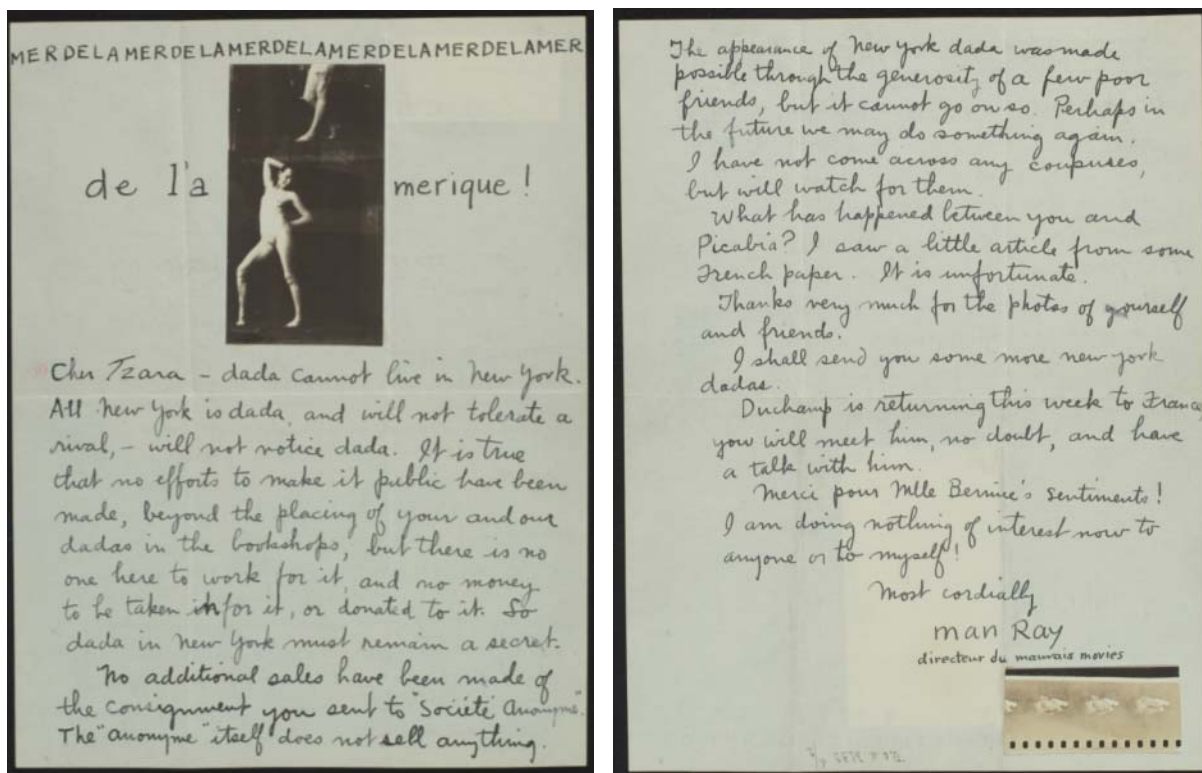 MERDELAMERDELAMERDELAMERDELAMERDELAMER
de l'a merique!
Cher Tzara - dada cannot live in New York.
All New York is dada, and will not tolerate a
rival, - will not notice dada. It is true
that no efforts to make it public have been
made, beyond the placing of your and our
dadas in the bookshops, but there is no
one here to work for it, and no money
to be taken in for it, or donated to it. So
dada in New York must remain a secret.
No additional sales have been made of
the consignment you sent to "Société Anonyme".
The "anonyme" itself does not sell anything.
The appearance of New York dada was made
possible through the generosity of a few poor
friends, but it cannot go on so. Perhaps in
the future we may do something again.
I have not come across any coupures,
but will watch for them.
What has happened between you and
Picabia? I saw a little article from some
French paper. It is unfortunate.
Thanks very much for the photos of yourself
and friends.
I shall send you some more new york
dadas.
Duchamp is returning this week to France
you will meet him, no doubt, and have
a talk with him.
Merci pour Mlle Bernice's sentiments!
I am doing nothing of interest now to
anyone or to myself!
Most cordially
man Ray
directeur du mauvais movies